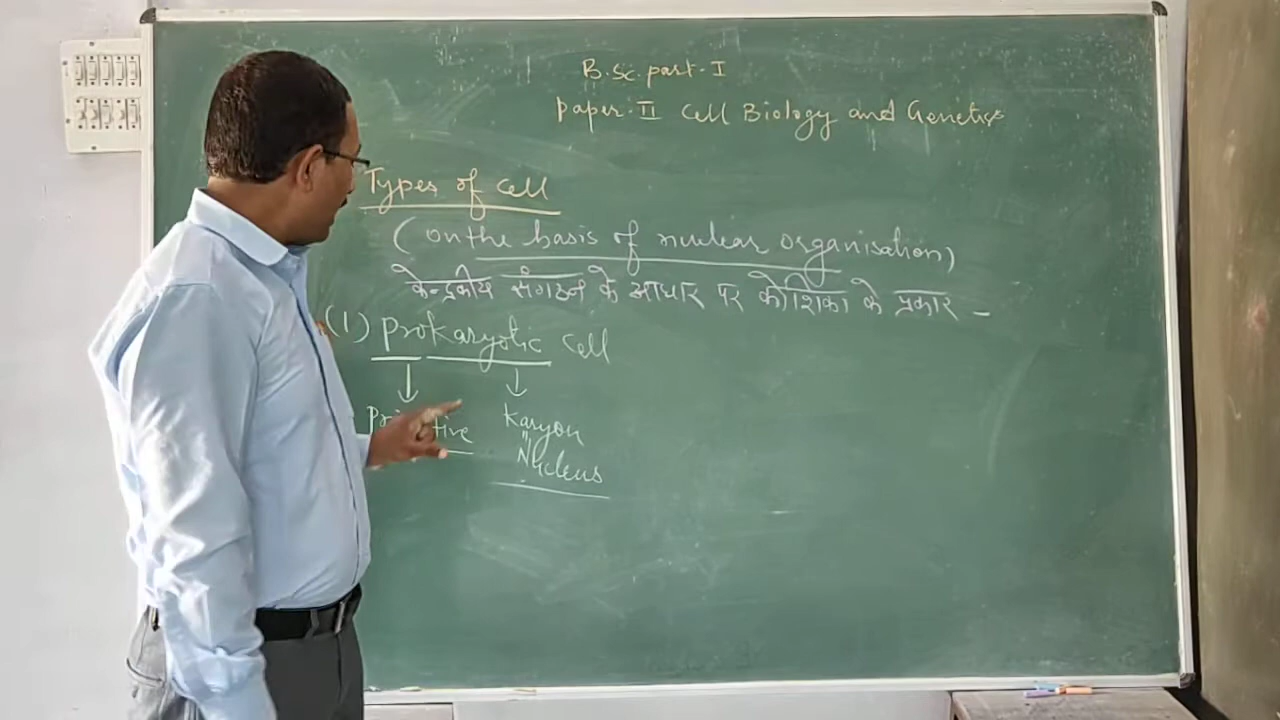 B.Sc. part-I
Paper-II Cell Biology and Genetics
Types of cell
(on the basis of nuclear organisation)
केन्द्रकीय संगठन के आधार पर कोशिका के प्रकार -
(1) Prokaryotic cell
↓ ↓
Karyon
"
Nucleus